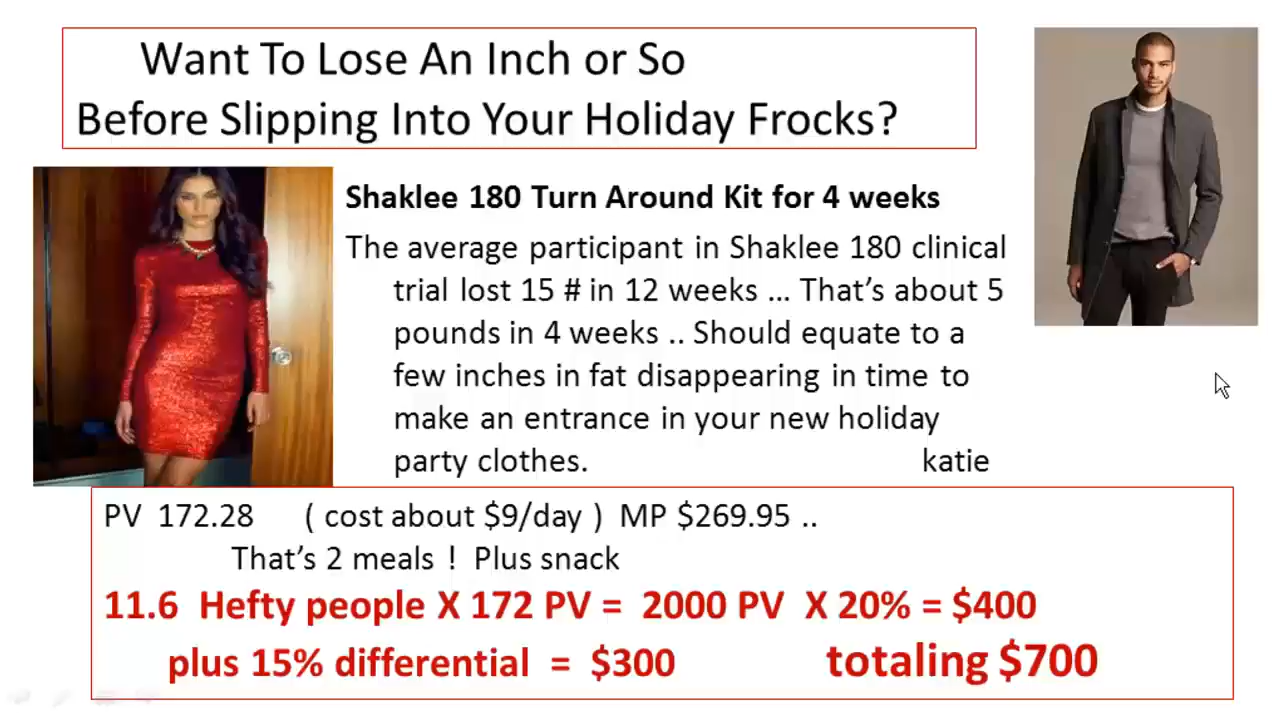 Want To Lose An Inch or So
Before Slipping Into Your Holiday Frocks?
Shaklee 180 Turn Around Kit for 4 weeks
The average participant in Shaklee 180 clinical
trial lost 15 # in 12 weeks ... That's about 5
pounds in 4 weeks .. Should equate to a
few inches in fat disappearing in time to
make an entrance in your new holiday
party clothes. katie
PV 172.28 ( cost about $9/day ) MP $269.95 ..
That's 2 meals ! Plus snack
11.6 Hefty people X 172 PV = 2000 PV X 20% = $400
plus 15% differential = $300 totaling $700